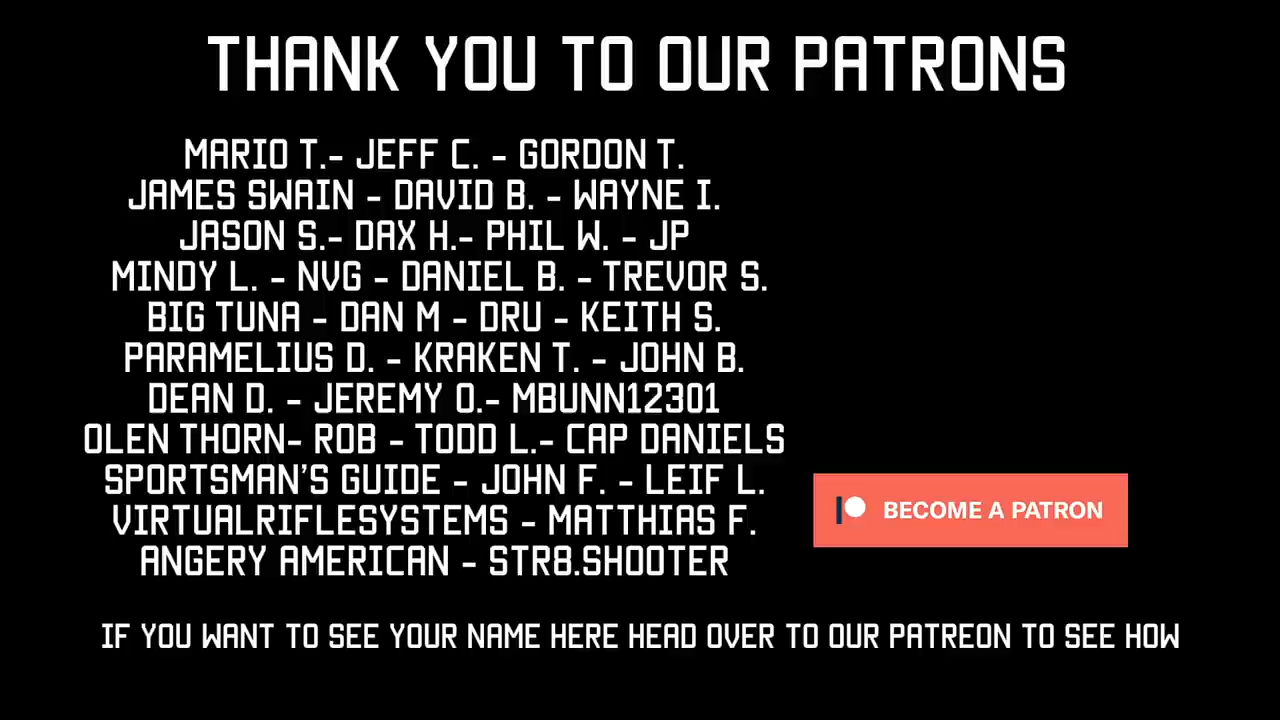 THANK YOU TO OUR PATRONS
MARIO T.- JEFF C. - GORDON T.
JAMES SWAIN - DAVID B. - WAYNE I.
JASON S.- DAX H.- PHIL W. - JP
MINDY L. - NVG - DANIEL B. - TREVOR S.
BIG TUNA - DAN M - DRU - KEITH S.
PARAMELIUS D. - KRAKEN T. - JOHN B.
DEAN D. - JEREMY O.- MBUNN12301
OLEN THORN- ROB - TODD L.- CAP DANIELS
SPORTSMAN'S GUIDE - JOHN F. - LEIF L.
VIRTUALRIFLESYSTEMS - MATTHIAS F.
ANGERY AMERICAN - STR8.SHOOTER
BECOME A PATRON
IF YOU WANT TO SEE YOUR NAME HERE HEAD OVER TO OUR PATREON TO SEE HOW